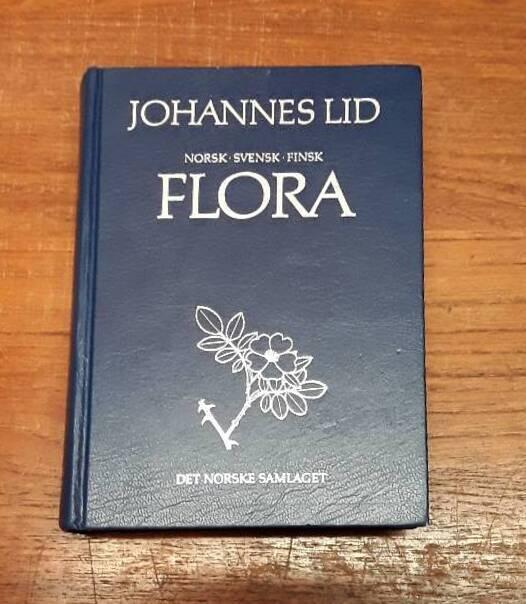 JOHANNES LID
NORSK · SVENSK · FINSK
FLORA
DET NORSKE SAMLAGET